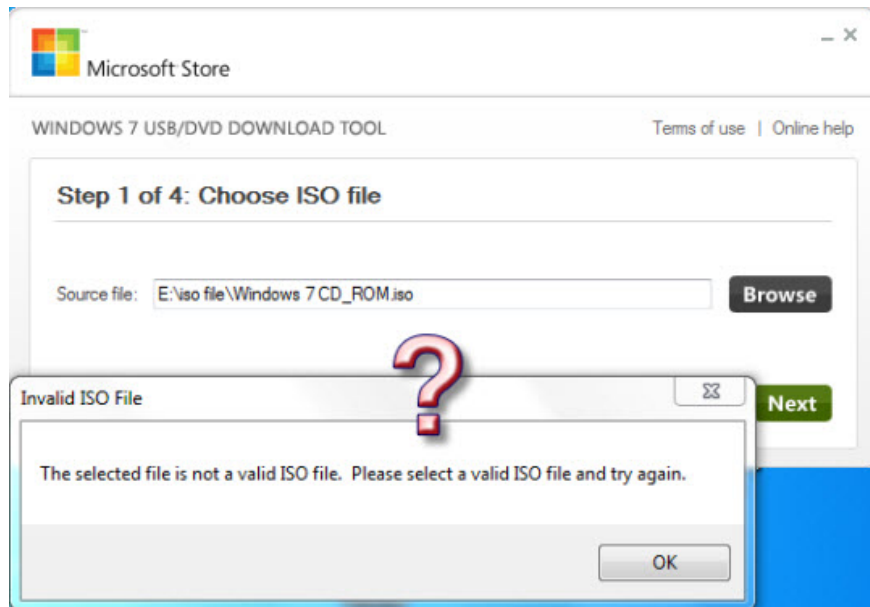 Microsoft Store
WINDOWS 7 USB/DVD DOWNLOAD TOOL
Terms of use | Online help
Step 1 of 4: Choose ISO file
Source file: E:\iso file\Windows 7 CD_ROM.iso Browse
?
Invalid ISO File
Next
The selected file is not a valid ISO file. Please select a valid ISO file and try again.
OK